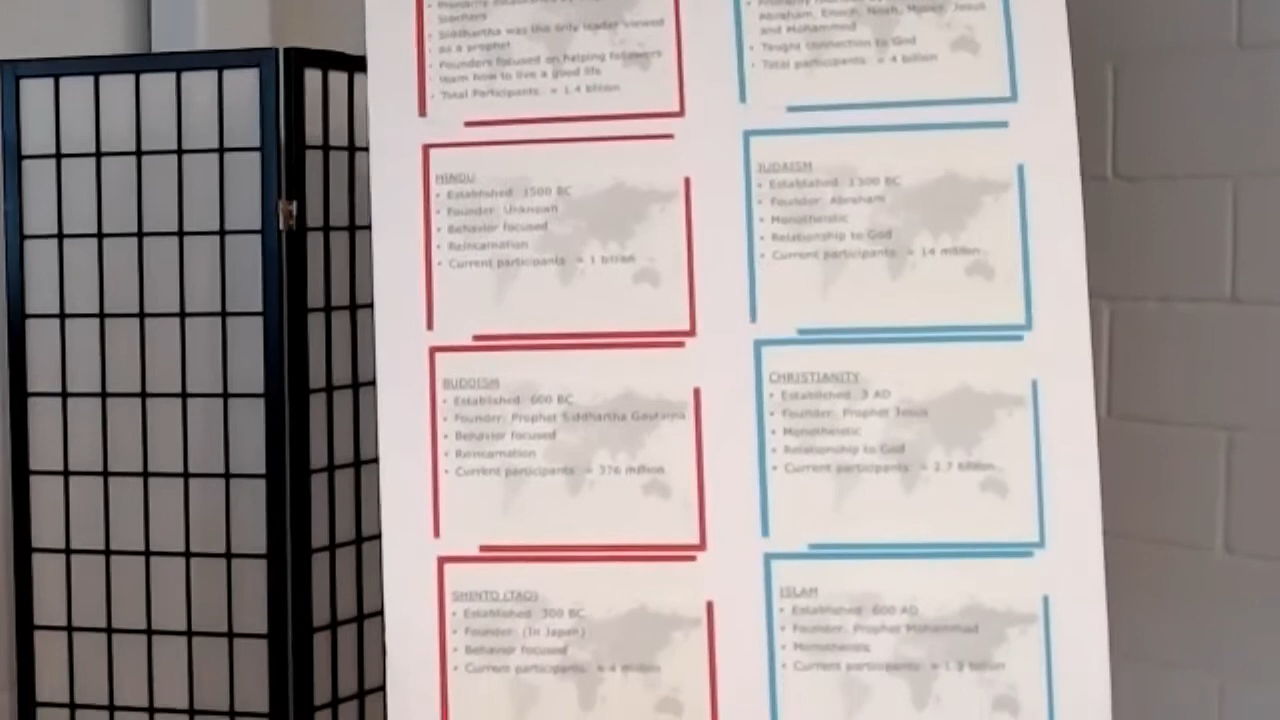 teachers
• Siddhartha was the only leader viewed
as a prophet
• Founders focused on helping followers
learn how to live a good life
• Total Participants: ≈ 1.4 billion
Abraham, Enoch, Noah, Moses, Jesus
and Mohammed
• Taught connection to God
• Total participants: ≈ 4 billion
HINDU
• Established: 1500 BC
• Founder: Unknown
• Behavior focused
• Reincarnation
• Current participants: ≈ 1 billion
JUDAISM
• Established: 1300 BC
• Founder: Abraham
• Monotheistic
• Relationship to God
• Current participants: ≈ 14 million
BUDDISM
• Established: 600 BC
• Founder: Prophet Siddhartha Gautama
• Behavior focused
• Reincarnation
• Current participants: ≈ 376 million
CHRISTIANITY
• Established: 3 AD
• Founder: Prophet Jesus
• Monotheistic
• Relationship to God
• Current participants: ≈ 2.7 billion
SHINTO (TAO)
• Established: 300 BC
• Founder: (In Japan)
• Behavior focused
• Current participants: ≈ 4 million
ISLAM
• Established: 600 AD
• Founder: Prophet Mohammad
• Monotheistic
• Current participants: ≈ 1.9 billion